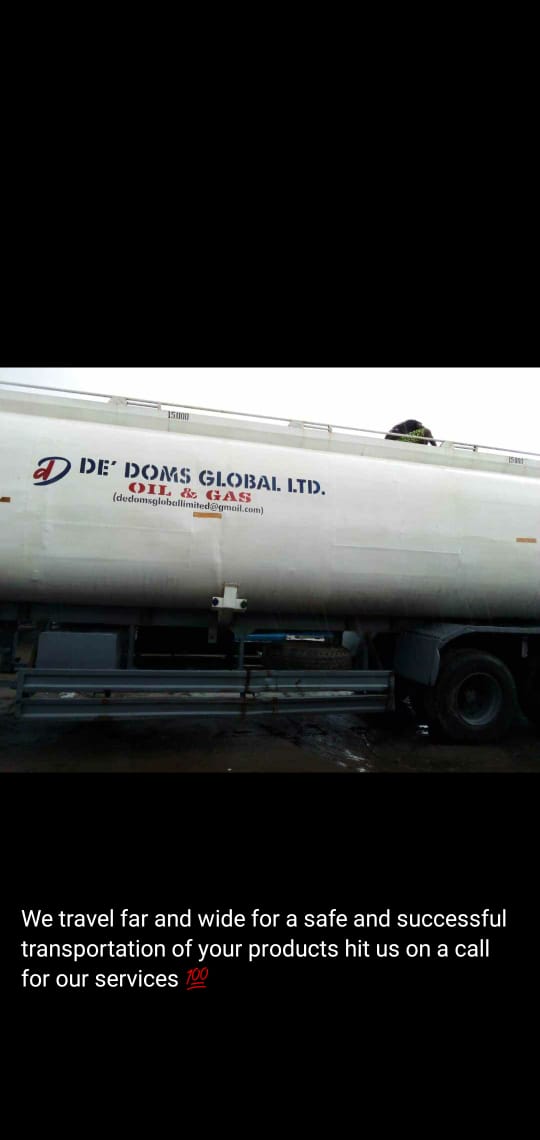 15000
DE' DOMS GLOBAL LTD.
OIL & GAS
(dedomsgloballimited@gmail.com)
We travel far and wide for a safe and successful
transportation of your products hit us on a call
for our services 💯